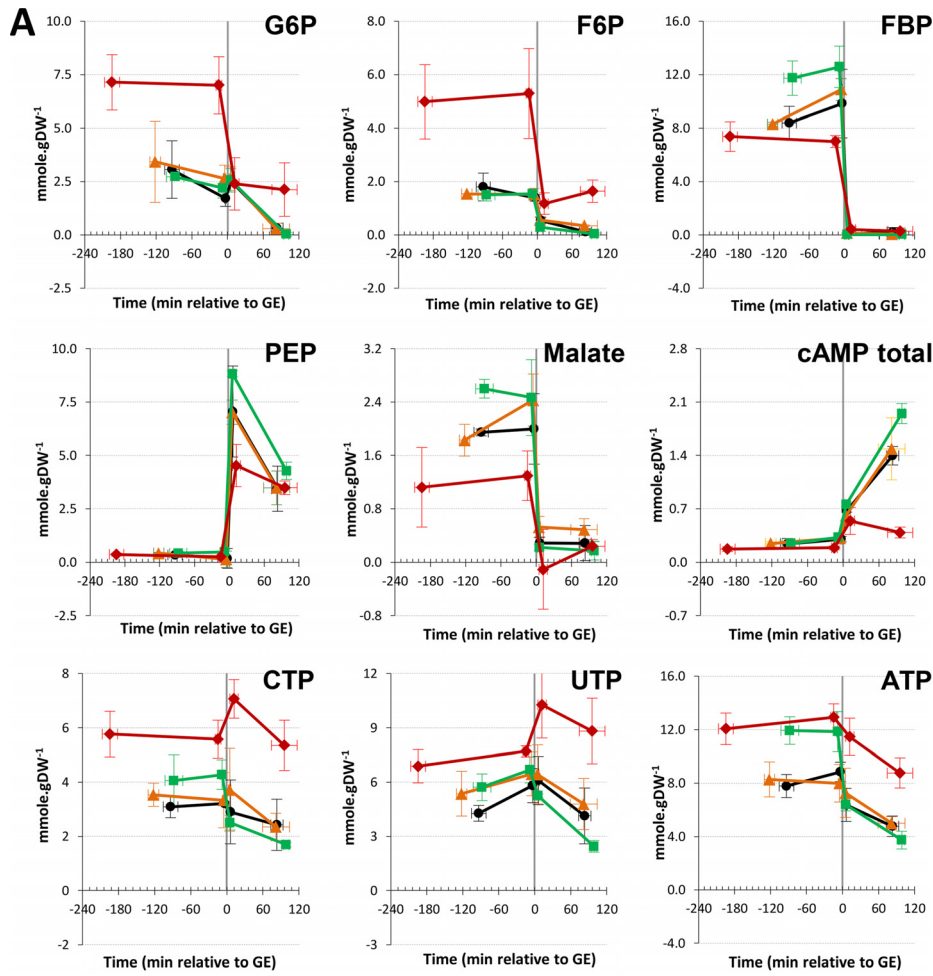 A
G6P
10.0
7.5
5.0
2.5
0.0
-2.5
mmole.gDW-1
-240 -180 -120 -60 0 60 120
Time (min relative to GE)
F6P
8.0
6.0
4.0
2.0
0.0
-2.0
mmole.gDW-1
-240 -180 -120 -60 0 60 120
Time (min relative to GE)
FBP
16.0
12.0
8.0
4.0
0.0
-4.0
mmole.gDW-1
-240 -180 -120 -60 0 60 120
Time (min relative to GE)
PEP
10.0
7.5
5.0
2.5
0.0
-2.5
mmole.gDW-1
-240 -180 -120 -60 0 60 120
Time (min relative to GE)
Malate
3.2
2.4
1.6
0.8
0.0
-0.8
mmole.gDW-1
-240 -180 -120 -60 0 60 120
Time (min relative to GE)
cAMP total
2.8
2.1
1.4
0.7
0.0
-0.7
mmole.gDW-1
-240 -180 -120 -60 0 60 120
Time (min relative to GE)
CTP
8
6
4
2
0
-2
mmole.gDW-1
-240 -180 -120 -60 0 60 120
Time (min relative to GE)
UTP
12
9
6
3
0
-3
mmole.gDW-1
-240 -180 -120 -60 0 60 120
Time (min relative to GE)
ATP
16.0
12.0
8.0
4.0
0.0
-4.0
mmole.gDW-1
-240 -180 -120 -60 0 60 120
Time (min relative to GE)